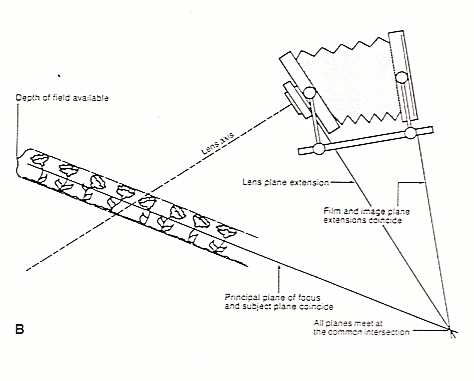 Depth of field available
Lens axis
Lens plane extension
Film and image plane
extensions coincide
Principal plane of focus
and subject plane coincide
All planes meet at
the common intersection
B